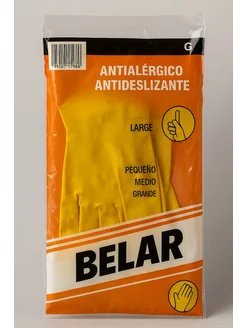 G
ANTIALÉRGICO
ANTIDESLIZANTE
LARGE
PEQUEÑO
MEDIO
GRANDE
BELAR